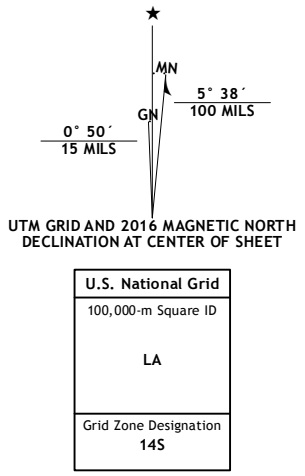 ★
MN
GN
5° 38´
100 MILS
0° 50´
15 MILS
UTM GRID AND 2016 MAGNETIC NORTH
DECLINATION AT CENTER OF SHEET
U.S. National Grid
100,000-m Square ID
LA
Grid Zone Designation
14S